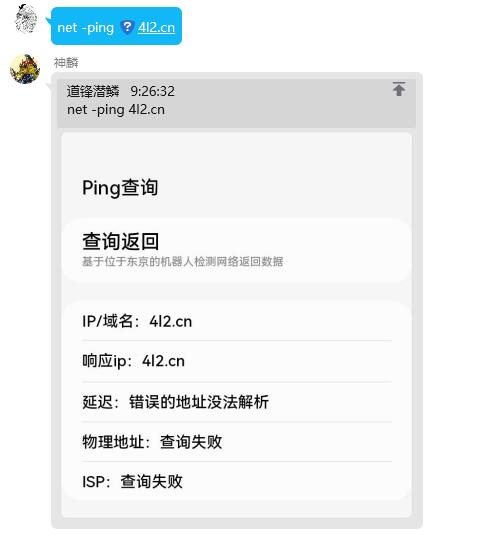 net -ping 4l2.cn
神麟
道锋潜鳞 9:26:32
net -ping 4l2.cn
Ping查询
查询返回
基于位于东京的机器人检测网络返回数据
IP/域名：4l2.cn
响应ip：4l2.cn
延迟：错误的地址没法解析
物理地址：查询失败
ISP：查询失败